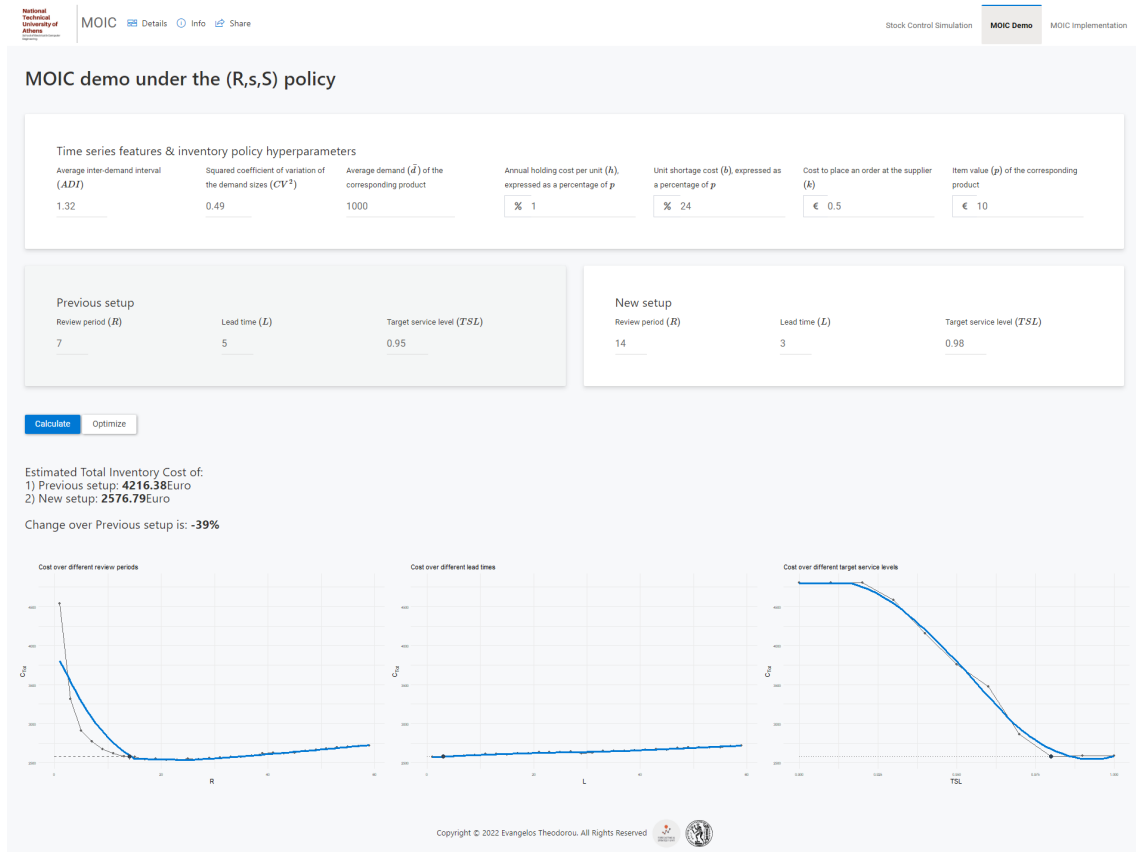 National
Technical
University of
Athens
MOIC Details Info Share
Stock Control Simulation MOIC Demo MOIC Implementation
MOIC demo under the (R,s,S) policy
Time series features & inventory policy hyperparameters
Average inter-demand interval (ADI)
1.32
Squared coefficient of variation of the demand sizes (CV²)
0.49
Average demand (d̄) of the corresponding product
1000
Annual holding cost per unit (h), expressed as a percentage of p
% 1
Unit shortage cost (b), expressed as a percentage of p
% 24
Cost to place an order at the supplier (k)
€ 0.5
Item value (p) of the corresponding product
€ 10
Previous setup
Review period (R) Lead time (L) Target service level (TSL)
7 5 0.95
New setup
Review period (R) Lead time (L) Target service level (TSL)
14 3 0.98
Calculate Optimize
Estimated Total Inventory Cost of:
1) Previous setup: 4216.38Euro
2) New setup: 2576.79Euro
Change over Previous setup is: -39%
Cost over different review periods
C_Tot
R
Cost over different lead times
C_Tot
L
Cost over different target service levels
C_Tot
TSL
Copyright © 2022 Evangelos Theodorou. All Rights Reserved